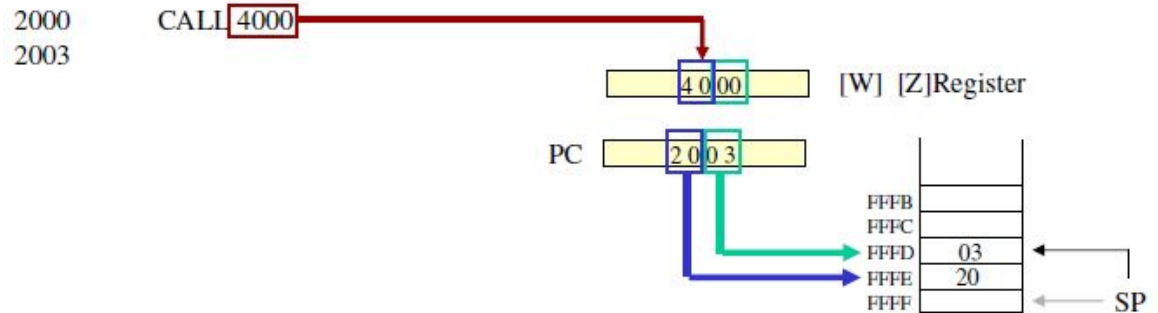 2000 CALL 4000
2003
4 0 00 [W] [Z]Register
PC 2 0 0 3
FFFB
FFFC
FFFD 03
FFFE 20
FFFF SP